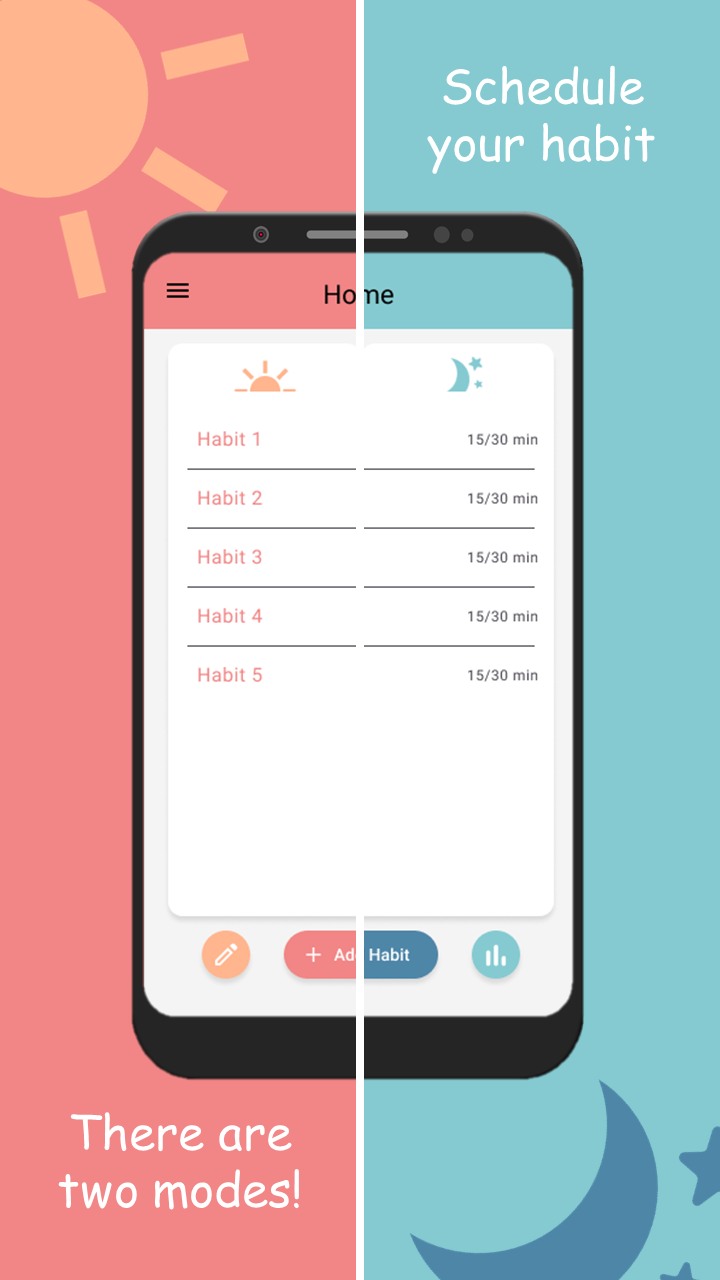 Schedule
your habit
Home
Habit 1 15/30 min
Habit 2 15/30 min
Habit 3 15/30 min
Habit 4 15/30 min
Habit 5 15/30 min
+ Add Habit
There are
two modes!